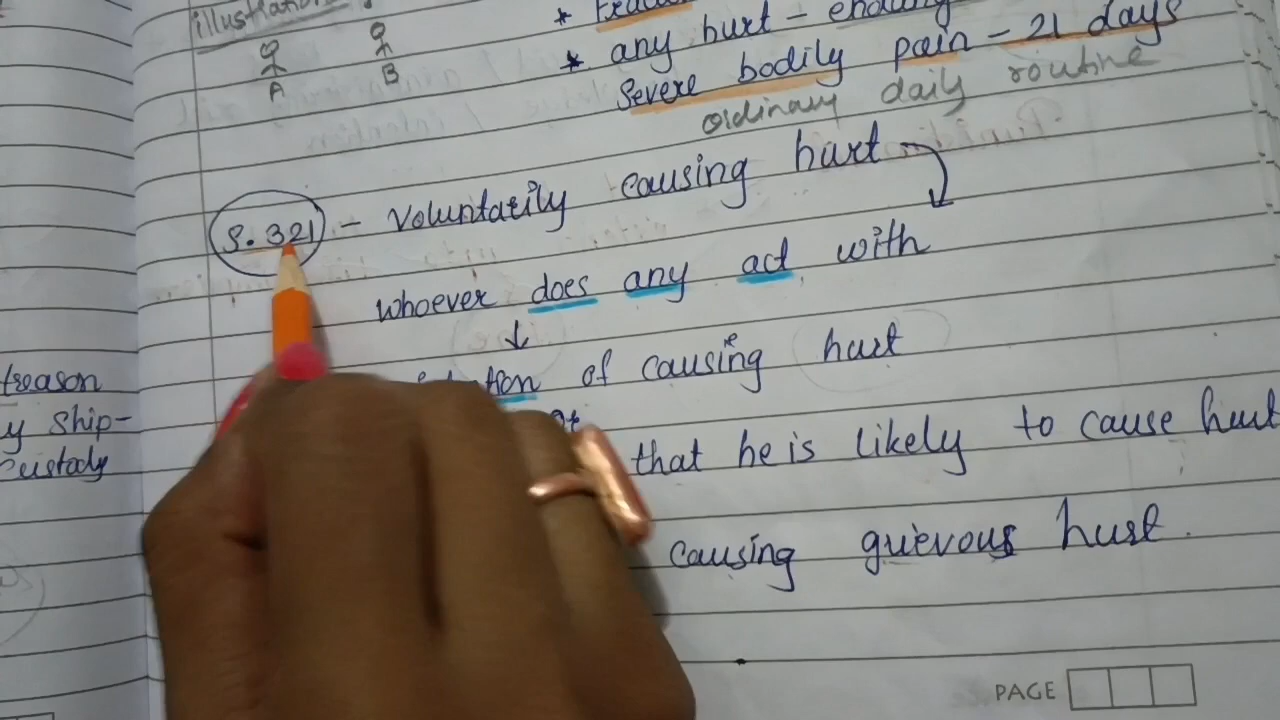 illustration
*
* any hurt - endang
Severe bodily pain - 21 days
ordinary daily routine
A B
S. 321 - Voluntarily causing hurt
whoever does any act with
of causing hurt
that he is likely to cause hurt
causing grievous hurt.
treason
y Ship-
custody
PAGE